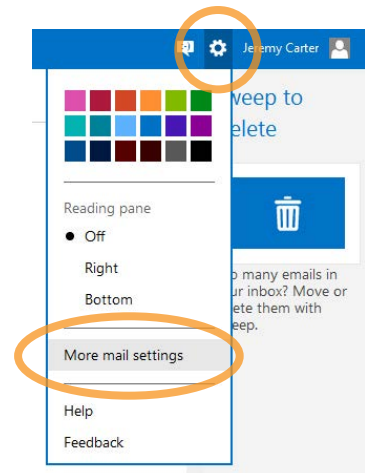 Jeremy Carter
weep to
elete
Reading pane
Off
Right
Bottom
many emails in
ur inbox? Move or
ete them with
eep.
More mail settings
Help
Feedback